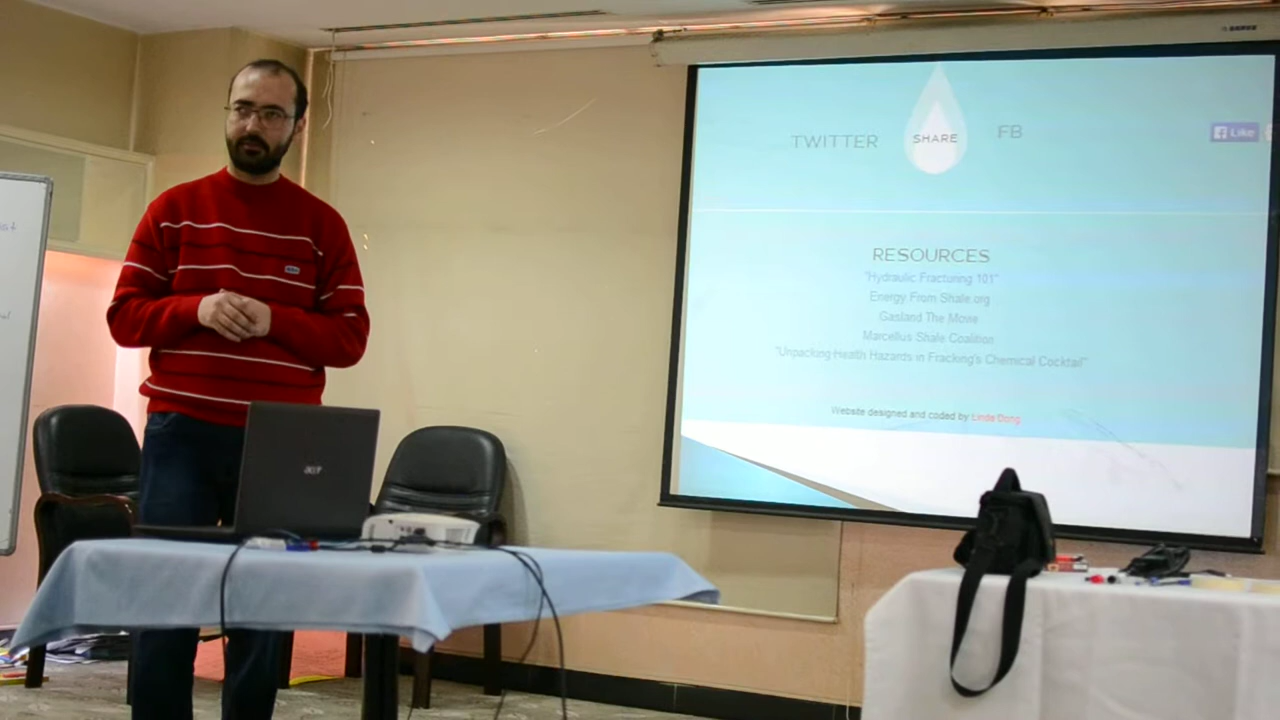 TWITTER
SHARE
FB
Like
RESOURCES
"Hydraulic Fracturing 101"
Energy From Shale.org
Gasland The Movie
Marcellus Shale Coalition
"Unpacking Health Hazards in Fracking's Chemical Cocktail"
Website designed and coded by Linda Dong
acer